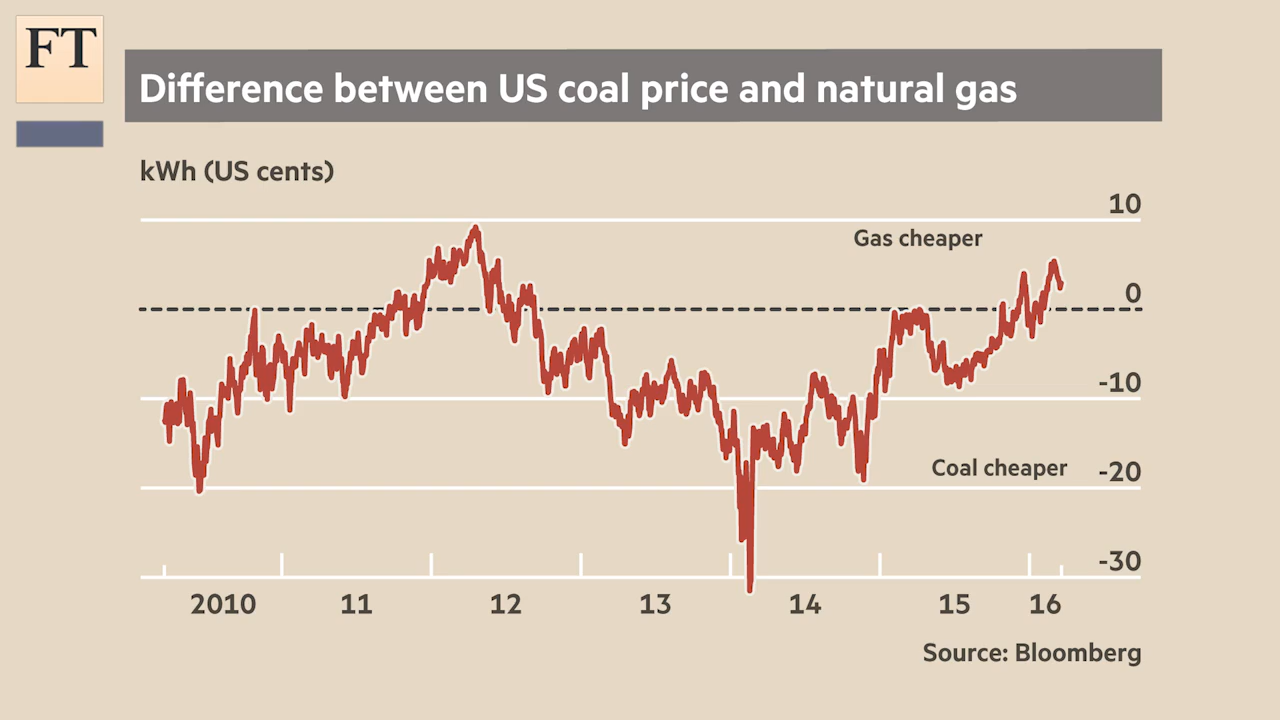 FT
Difference between US coal price and natural gas
kWh (US cents)
10
Gas cheaper
0
-10
Coal cheaper
-20
-30
2010 11 12 13 14 15 16
Source: Bloomberg